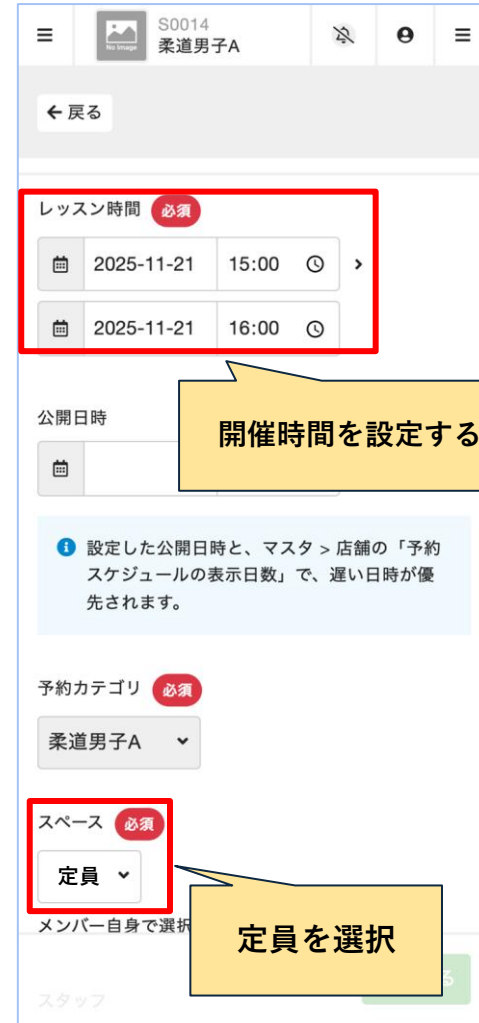 S0014
柔道男子A
No Image
戻る
レッスン時間 必須
2025-11-21 15:00
2025-11-21 16:00
開催時間を設定する
公開日時
設定した公開日時と、マスタ > 店舗の「予約
スケジュールの表示日数」で、遅い日時が優
先されます。
予約カテゴリ 必須
柔道男子A
スペース 必須
定員
メンバー自身で選択
定員を選択
スタッフ
る